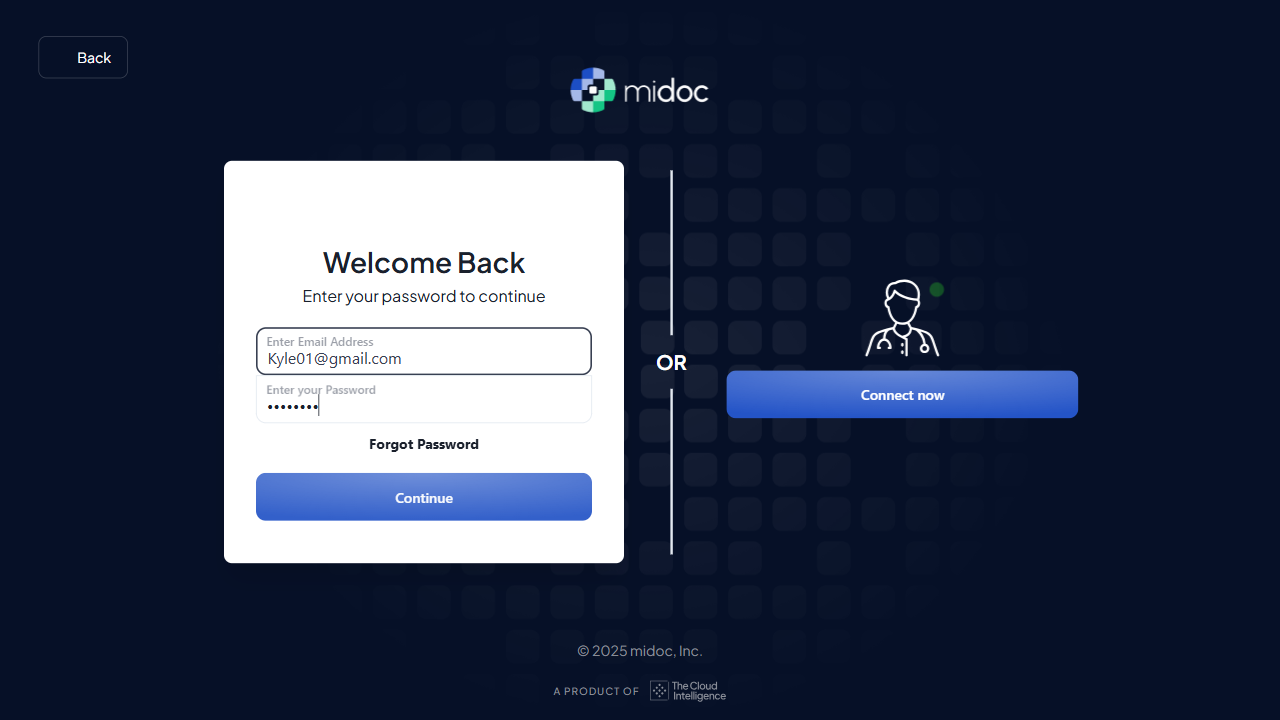 Back
midoc
Welcome Back
Enter your password to continue
Enter Email Address
Kyle01@gmail.com
Enter your Password
••••••••
Forgot Password
Continue
OR
Connect now
© 2025 midoc, Inc.
A PRODUCT OF The Cloud Intelligence